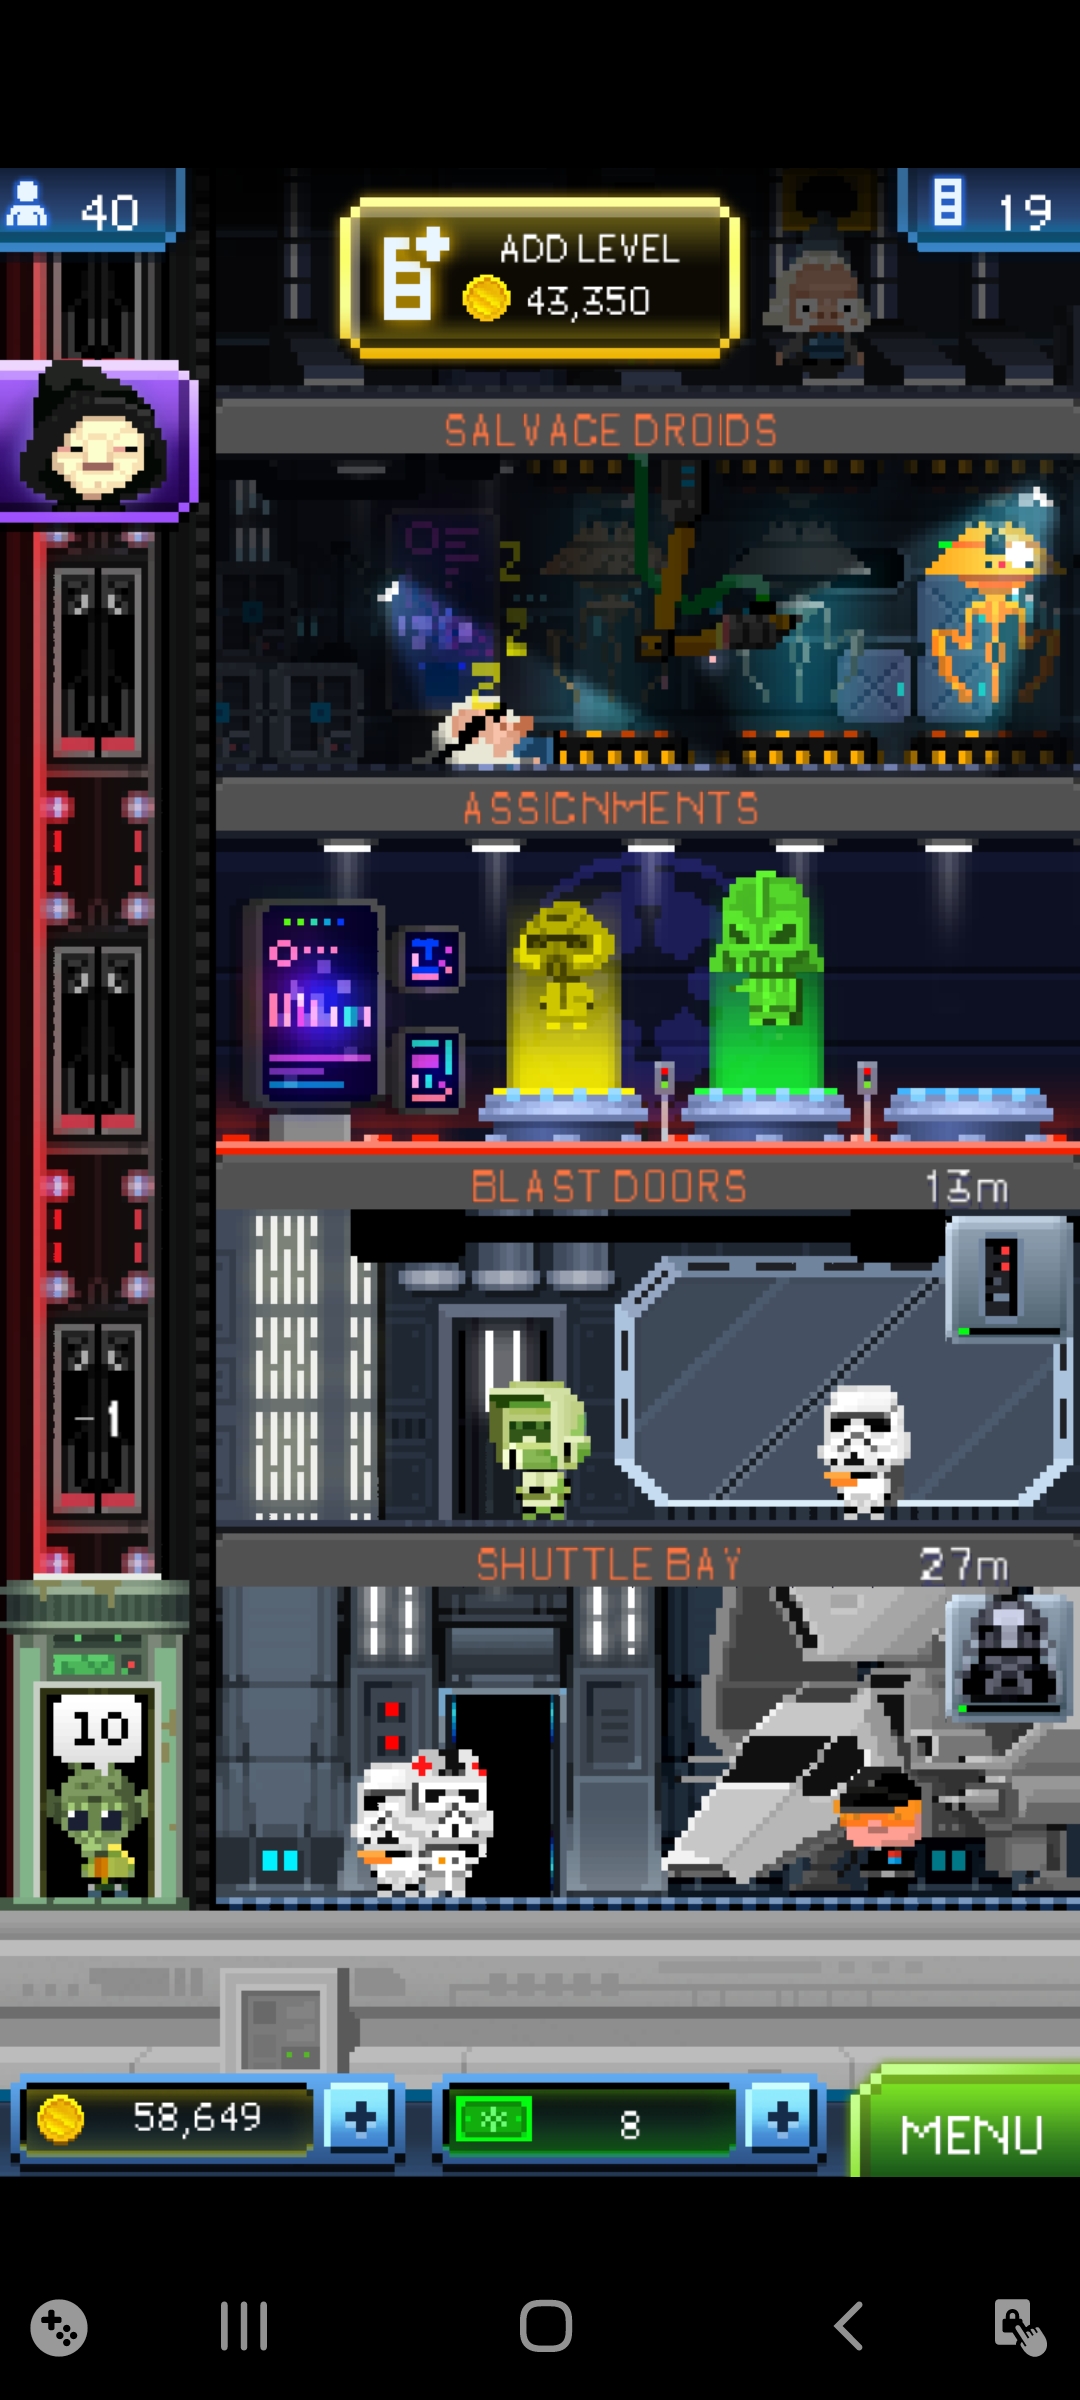 40
ADD LEVEL
43,350
19
SALVAGE DROIDS
ASSIGNMENTS
BLAST DOORS 13m
-1
SHUTTLE BAY 27m
10
58,649
8
MENU